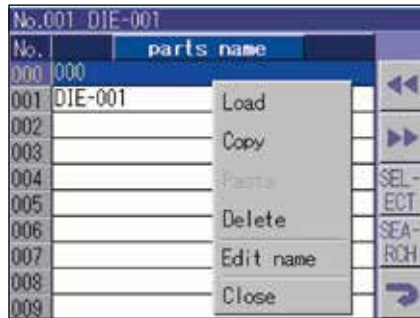 No.001 DIE-001
No. parts name
000 000
001 DIE-001
002
003
004
005
006
007
008
009
Load
Copy
Paste
Delete
Edit name
Close
SEL-
ECT
SEA-
RCH